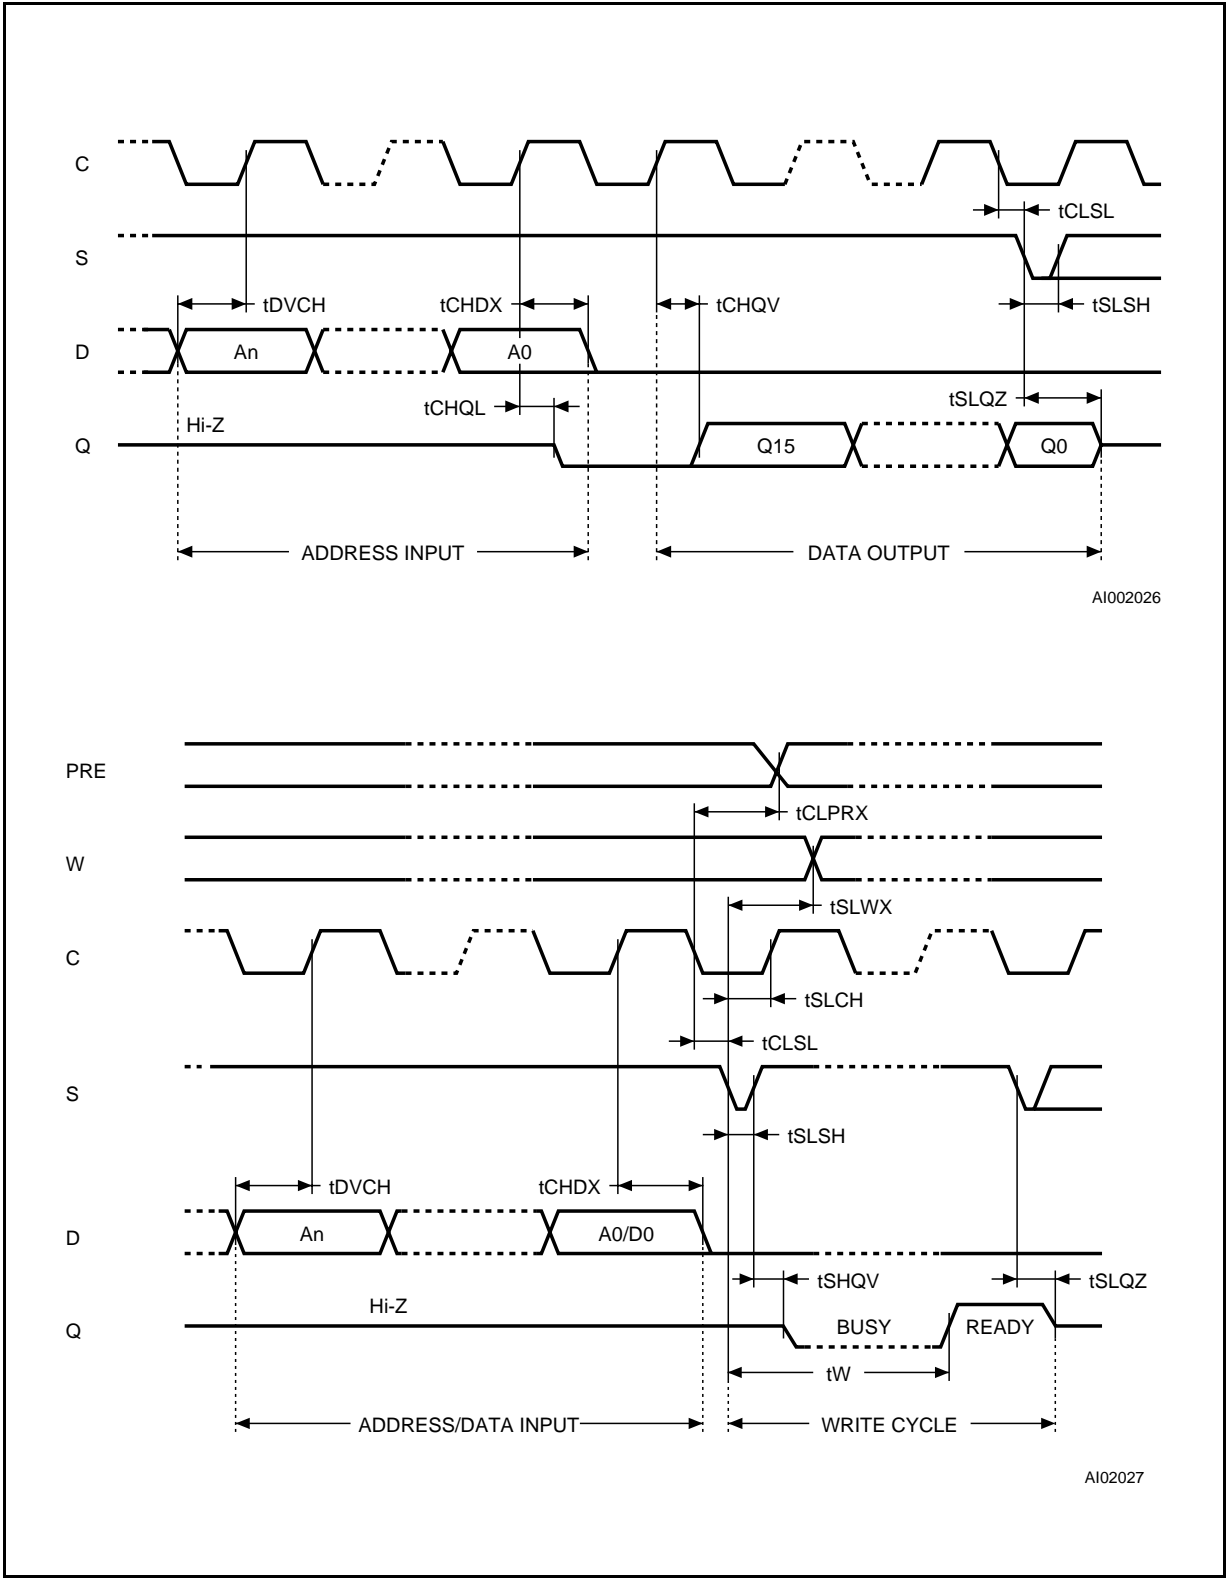 C
tCLSL
S
tDVCH
tCHDX
tCHQV
tSLSH
D
An
A0
tCHQL
tSLQZ
Hi-Z
Q
Q15
Q0
ADDRESS INPUT
DATA OUTPUT
AI002026
PRE
tCLPRX
W
tSLWX
C
tSLCH
tCLSL
S
tSLSH
tDVCH
tCHDX
D
An
A0/D0
tSHQV
tSLQZ
Hi-Z
Q
BUSY
READY
tW
ADDRESS/DATA INPUT
WRITE CYCLE
AI02027